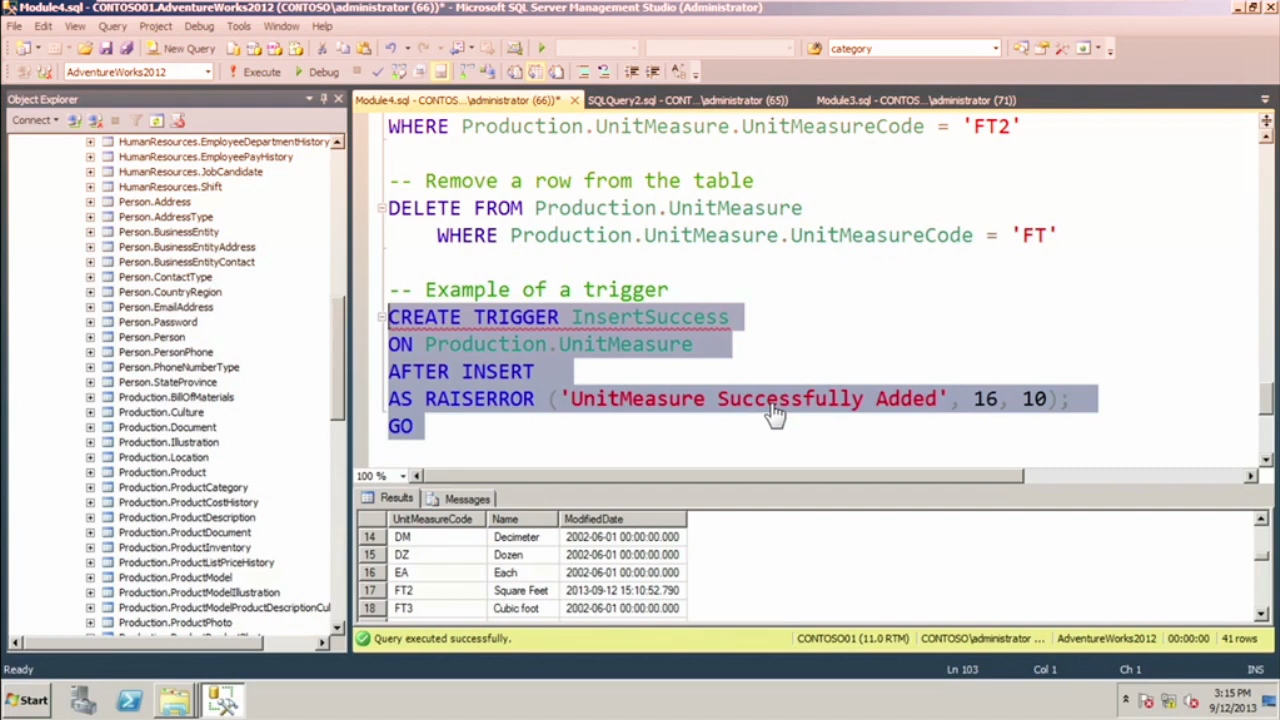 Module4.sql - CONTOSO01.AdventureWorks2012 (CONTOSO\administrator (66))* - Microsoft SQL Server Management Studio (Administrator)
File Edit View Query Project Debug Tools Window Help
New Query category
AdventureWorks2012 Execute Debug
Object Explorer
Connect
HumanResources.EmployeeDepartmentHistory
HumanResources.EmployeePayHistory
HumanResources.JobCandidate
HumanResources.Shift
Person.Address
Person.AddressType
Person.BusinessEntity
Person.BusinessEntityAddress
Person.BusinessEntityContact
Person.ContactType
Person.CountryRegion
Person.EmailAddress
Person.Password
Person.Person
Person.PersonPhone
Person.PhoneNumberType
Person.StateProvince
Production.BillOfMaterials
Production.Culture
Production.Document
Production.Illustration
Production.Location
Production.Product
Production.ProductCategory
Production.ProductCostHistory
Production.ProductDescription
Production.ProductDocument
Production.ProductInventory
Production.ProductListPriceHistory
Production.ProductModel
Production.ProductModelIllustration
Production.ProductModelProductDescriptionCul
Production.ProductPhoto
Module4.sql - CONTOS...\administrator (66))* SQLQuery2.sql - CONT...\administrator (65)) Module3.sql - CONTOS...\administrator (71))
WHERE Production.UnitMeasure.UnitMeasureCode = 'FT2'
-- Remove a row from the table
DELETE FROM Production.UnitMeasure
WHERE Production.UnitMeasure.UnitMeasureCode = 'FT'
-- Example of a trigger
CREATE TRIGGER InsertSuccess
ON Production.UnitMeasure
AFTER INSERT
AS RAISERROR ('UnitMeasure Successfully Added', 16, 10);
GO
100 %
Results Messages
UnitMeasureCode Name ModifiedDate
14 DM Decimeter 2002-06-01 00:00:00.000
15 DZ Dozen 2002-06-01 00:00:00.000
16 EA Each 2002-06-01 00:00:00.000
17 FT2 Square Feet 2013-09-12 15:10:52.790
18 FT3 Cubic foot 2002-06-01 00:00:00.000
Query executed successfully. CONTOSO01 (11.0 RTM) CONTOSO\administrator ... AdventureWorks2012 00:00:00 41 rows
Ready Ln 103 Col 1 Ch 1 INS
Start 3:15 PM
9/12/2013